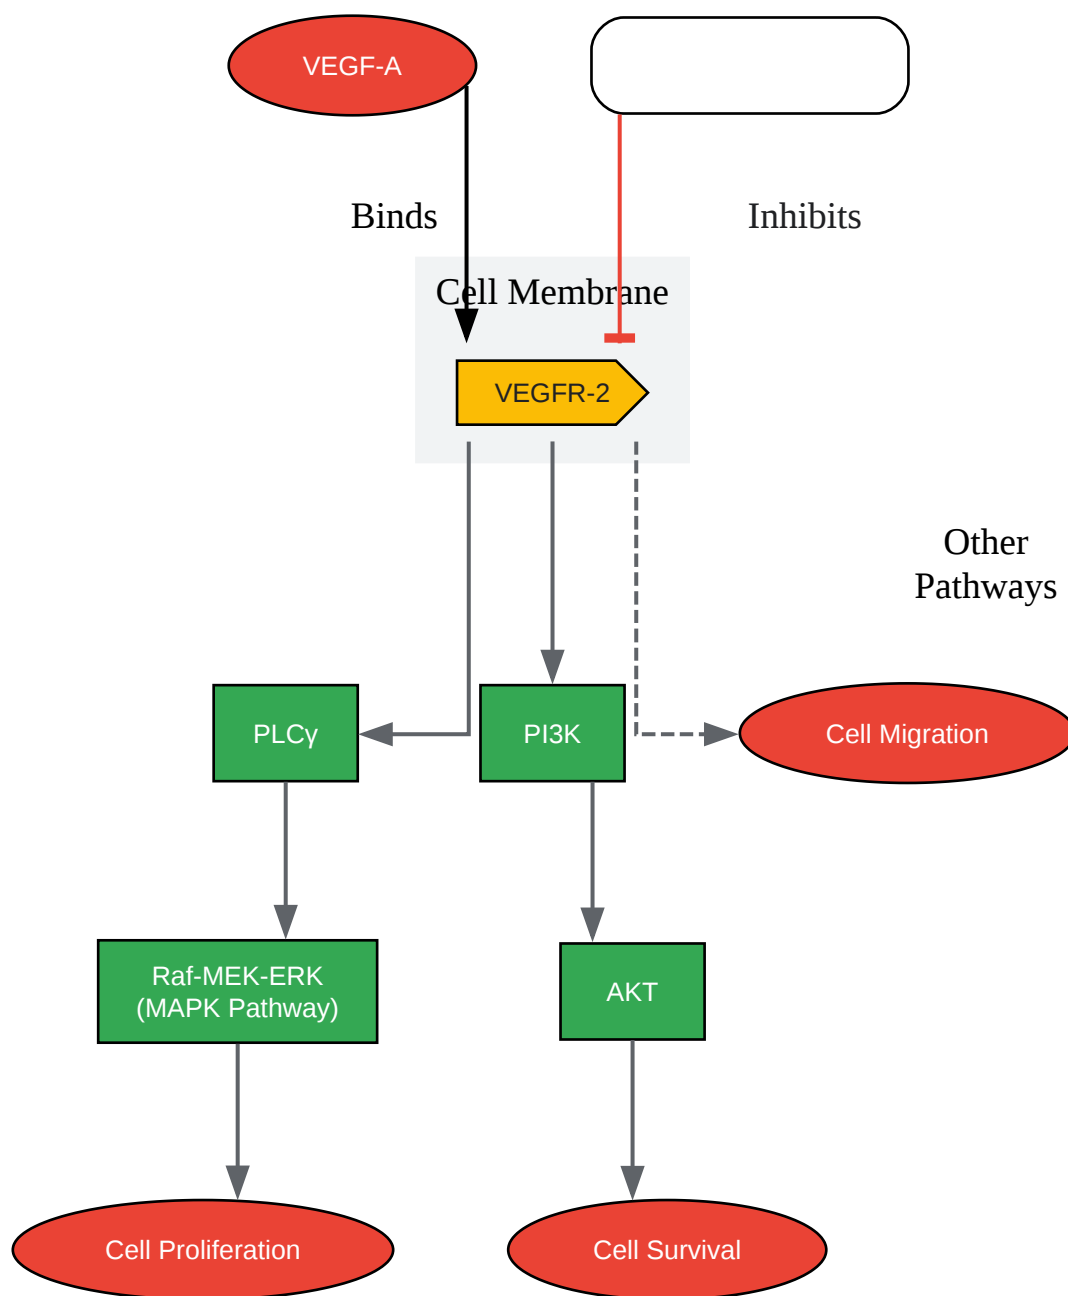 VEGF-A
Binds
Inhibits
Cell Membrane
VEGFR-2
Other
Pathways
PLCγ
PI3K
Cell Migration
Raf-MEK-ERK
(MAPK Pathway)
AKT
Cell Proliferation
Cell Survival